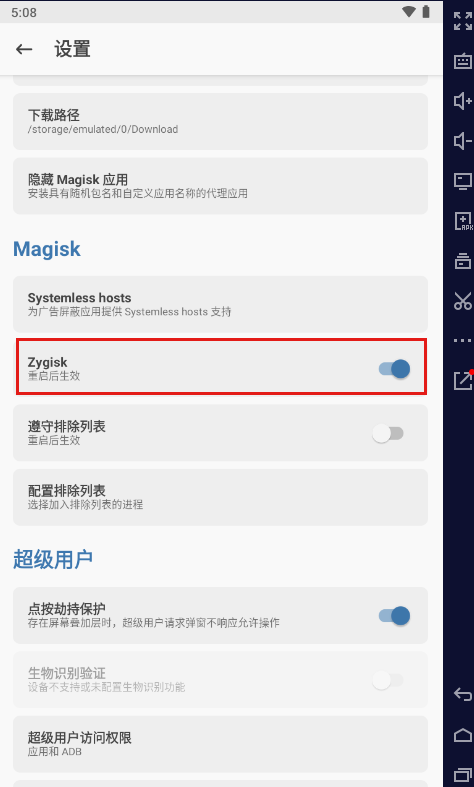 5:08
设置
下载路径
/storage/emulated/0/Download
隐藏 Magisk 应用
安装具有随机包名和自定义应用名称的代理应用
Magisk
Systemless hosts
为广告屏蔽应用提供 Systemless hosts 支持
Zygisk
重启后生效
遵守排除列表
重启后生效
配置排除列表
选择加入排除列表的进程
超级用户
点按劫持保护
存在屏幕叠加层时，超级用户请求弹窗不响应允许操作
生物识别验证
设备不支持或未配置生物识别功能
超级用户访问权限
应用和 ADB
APK